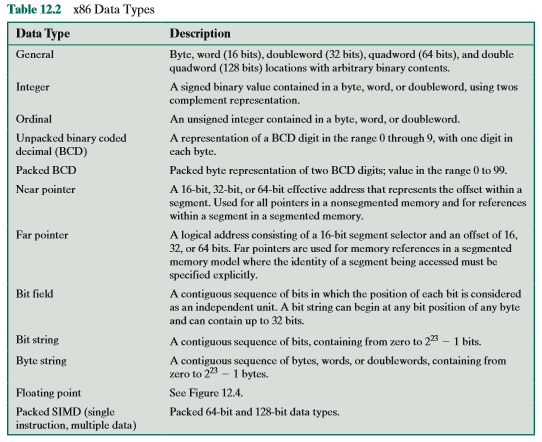 Table 12.2 x86 Data Types
Data Type Description
General Byte, word (16 bits), doubleword (32 bits), quadword (64 bits), and double
quadword (128 bits) locations with arbitrary binary contents.
Integer A signed binary value contained in a byte, word, or doubleword, using twos
complement representation.
Ordinal An unsigned integer contained in a byte, word, or doubleword.
Unpacked binary coded A representation of a BCD digit in the range 0 through 9, with one digit in
decimal (BCD) each byte.
Packed BCD Packed byte representation of two BCD digits; value in the range 0 to 99.
Near pointer A 16-bit, 32-bit, or 64-bit effective address that represents the offset within a
segment. Used for all pointers in a nonsegmented memory and for references
within a segment in a segmented memory.
Far pointer A logical address consisting of a 16-bit segment selector and an offset of 16,
32, or 64 bits. Far pointers are used for memory references in a segmented
memory model where the identity of a segment being accessed must be
specified explicitly.
Bit field A contiguous sequence of bits in which the position of each bit is considered
as an independent unit. A bit string can begin at any bit position of any byte
and can contain up to 32 bits.
Bit string A contiguous sequence of bits, containing from zero to 2²³ − 1 bits.
Byte string A contiguous sequence of bytes, words, or doublewords, containing from
zero to 2²³ − 1 bytes.
Floating point See Figure 12.4.
Packed SIMD (single Packed 64-bit and 128-bit data types.
instruction, multiple data)